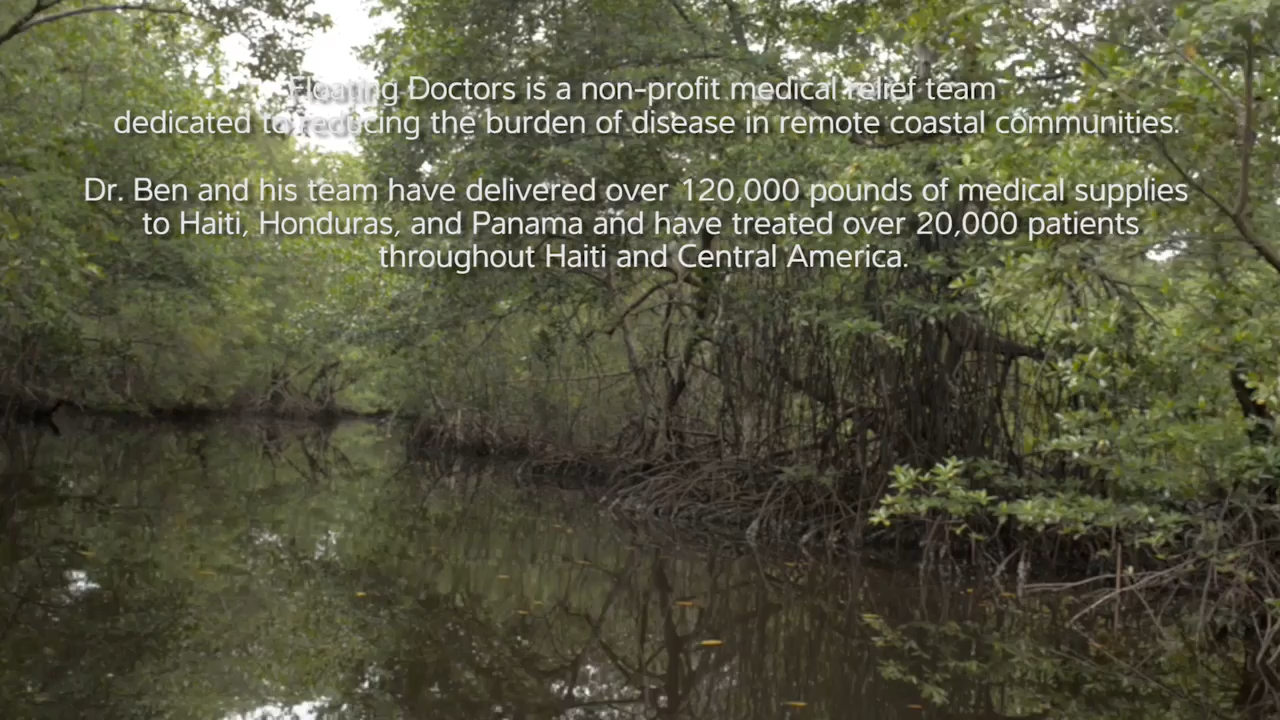 Floating Doctors is a non-profit medical relief team
dedicated to reducing the burden of disease in remote coastal communities.
Dr. Ben and his team have delivered over 120,000 pounds of medical supplies
to Haiti, Honduras, and Panama and have treated over 20,000 patients
throughout Haiti and Central America.